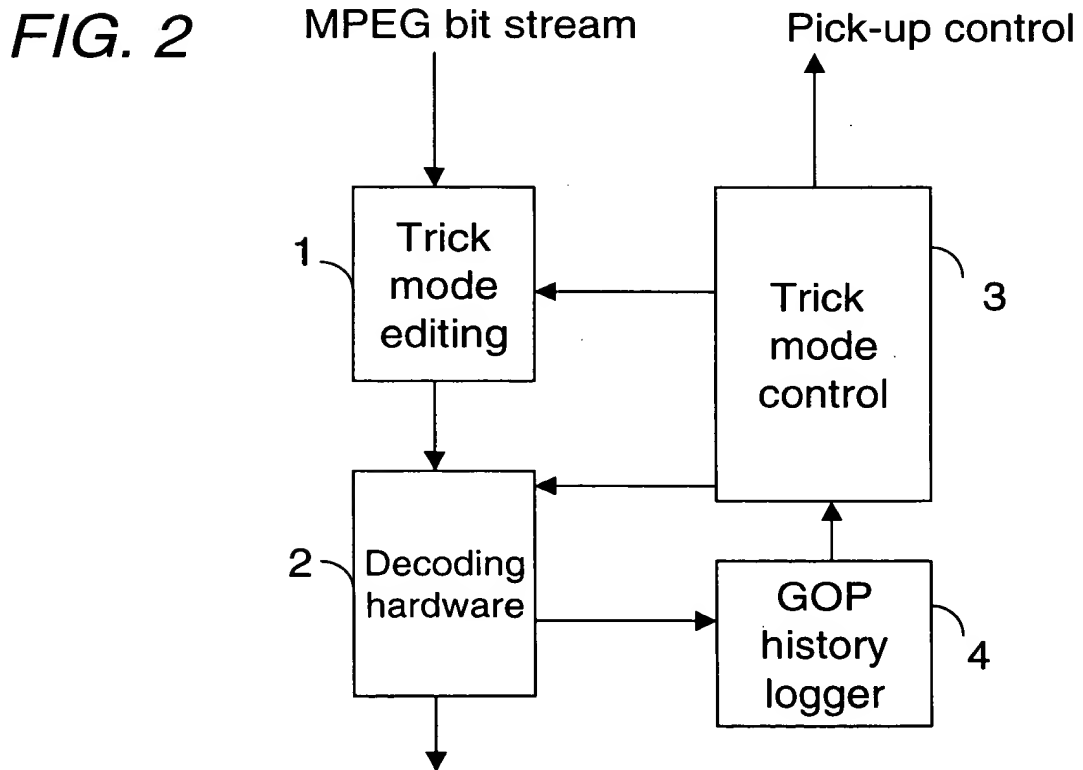 FIG. 2
MPEG bit stream
Pick-up control
1
Trick
mode
editing
Trick
mode
control
3
2
Decoding
hardware
GOP
history
logger
4